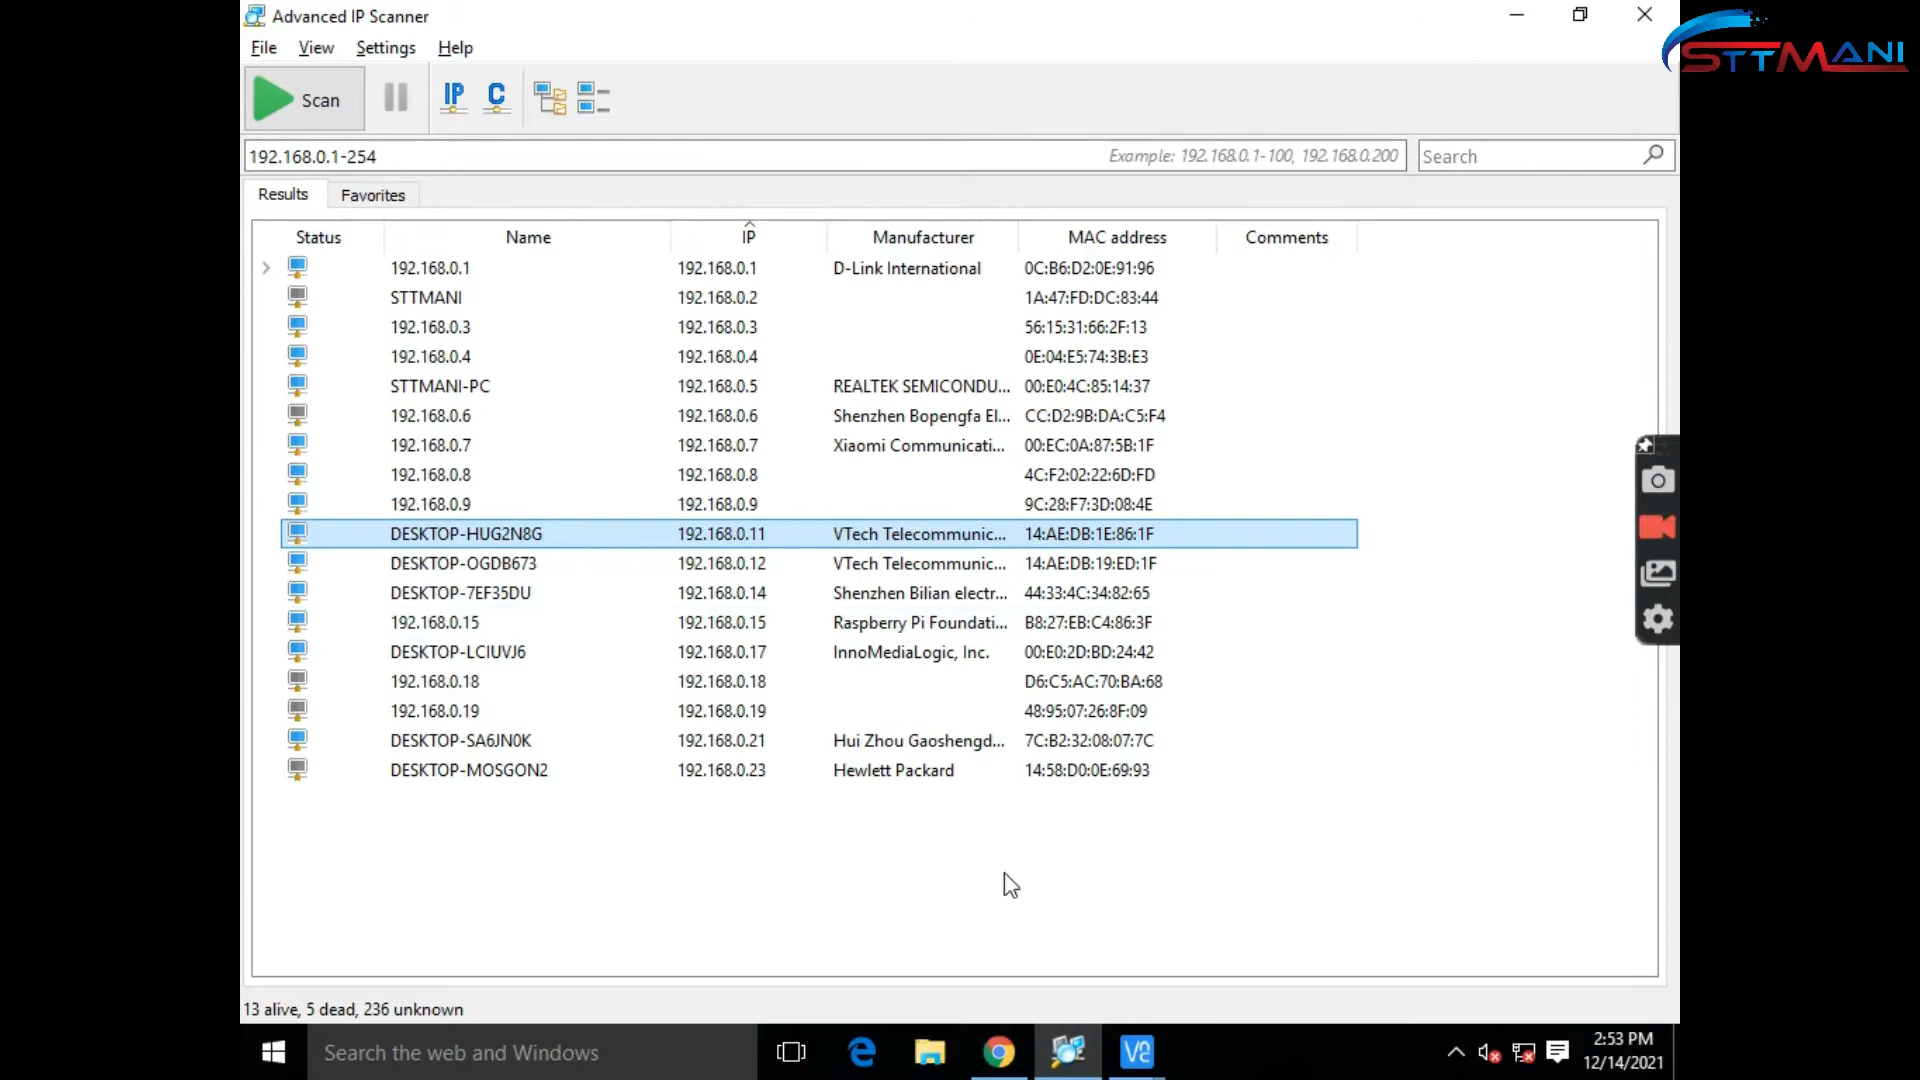 Advanced IP Scanner
STTMANI
File View Settings Help
Scan IP C
192.168.0.1-254 Example: 192.168.0.1-100, 192.168.0.200 Search
Results Favorites
Status Name IP Manufacturer MAC address Comments
192.168.0.1 192.168.0.1 D-Link International 0C:B6:D2:0E:91:96
STTMANI 192.168.0.2 1A:47:FD:DC:83:44
192.168.0.3 192.168.0.3 56:15:31:66:2F:13
192.168.0.4 192.168.0.4 0E:04:E5:74:3B:E3
STTMANI-PC 192.168.0.5 REALTEK SEMICONDU... 00:E0:4C:85:14:37
192.168.0.6 192.168.0.6 Shenzhen Bopengfa El... CC:D2:9B:DA:C5:F4
192.168.0.7 192.168.0.7 Xiaomi Communicati... 00:EC:0A:87:5B:1F
192.168.0.8 192.168.0.8 4C:F2:02:22:6D:FD
192.168.0.9 192.168.0.9 9C:28:F7:3D:08:4E
DESKTOP-HUG2N8G 192.168.0.11 VTech Telecommunic... 14:AE:DB:1E:86:1F
DESKTOP-OGDB673 192.168.0.12 VTech Telecommunic... 14:AE:DB:19:ED:1F
DESKTOP-7EF35DU 192.168.0.14 Shenzhen Bilian electr... 44:33:4C:34:82:65
192.168.0.15 192.168.0.15 Raspberry Pi Foundati... B8:27:EB:C4:86:3F
DESKTOP-LCIUVJ6 192.168.0.17 InnoMediaLogic, Inc. 00:E0:2D:BD:24:42
192.168.0.18 192.168.0.18 D6:C5:AC:70:BA:68
192.168.0.19 192.168.0.19 48:95:07:26:8F:09
DESKTOP-SA6JN0K 192.168.0.21 Hui Zhou Gaoshengd... 7C:B2:32:08:07:7C
DESKTOP-MOSGON2 192.168.0.23 Hewlett Packard 14:58:D0:0E:69:93
13 alive, 5 dead, 236 unknown
Search the web and Windows
2:53 PM
12/14/2021